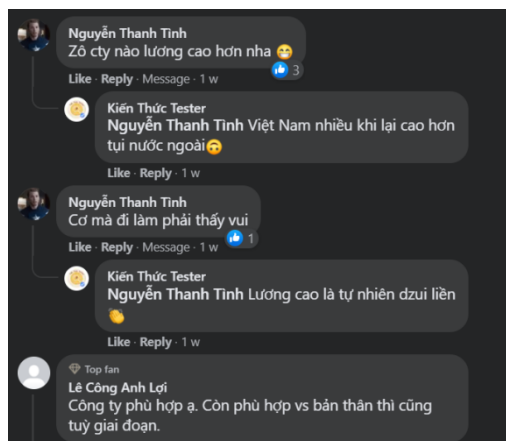 Nguyễn Thanh Tình
Zô cty nào lương cao hơn nha 😁
3
Like · Reply · Message · 1 w
Kiến Thức Tester
Nguyễn Thanh Tình Việt Nam nhiều khi lại cao hơn
tụi nước ngoài🙃
Like · Reply · 1 w
Nguyễn Thanh Tình
Cơ mà đi làm phải thấy vui
Like · Reply · Message · 1 w
1
Kiến Thức Tester
Nguyễn Thanh Tình Lương cao là tự nhiên dzui liền
👏
Like · Reply · 1 w
Top fan
Lê Công Anh Lợi
Công ty phù hợp ạ. Còn phù hợp vs bản thân thì cũng
tuỳ giai đoạn.